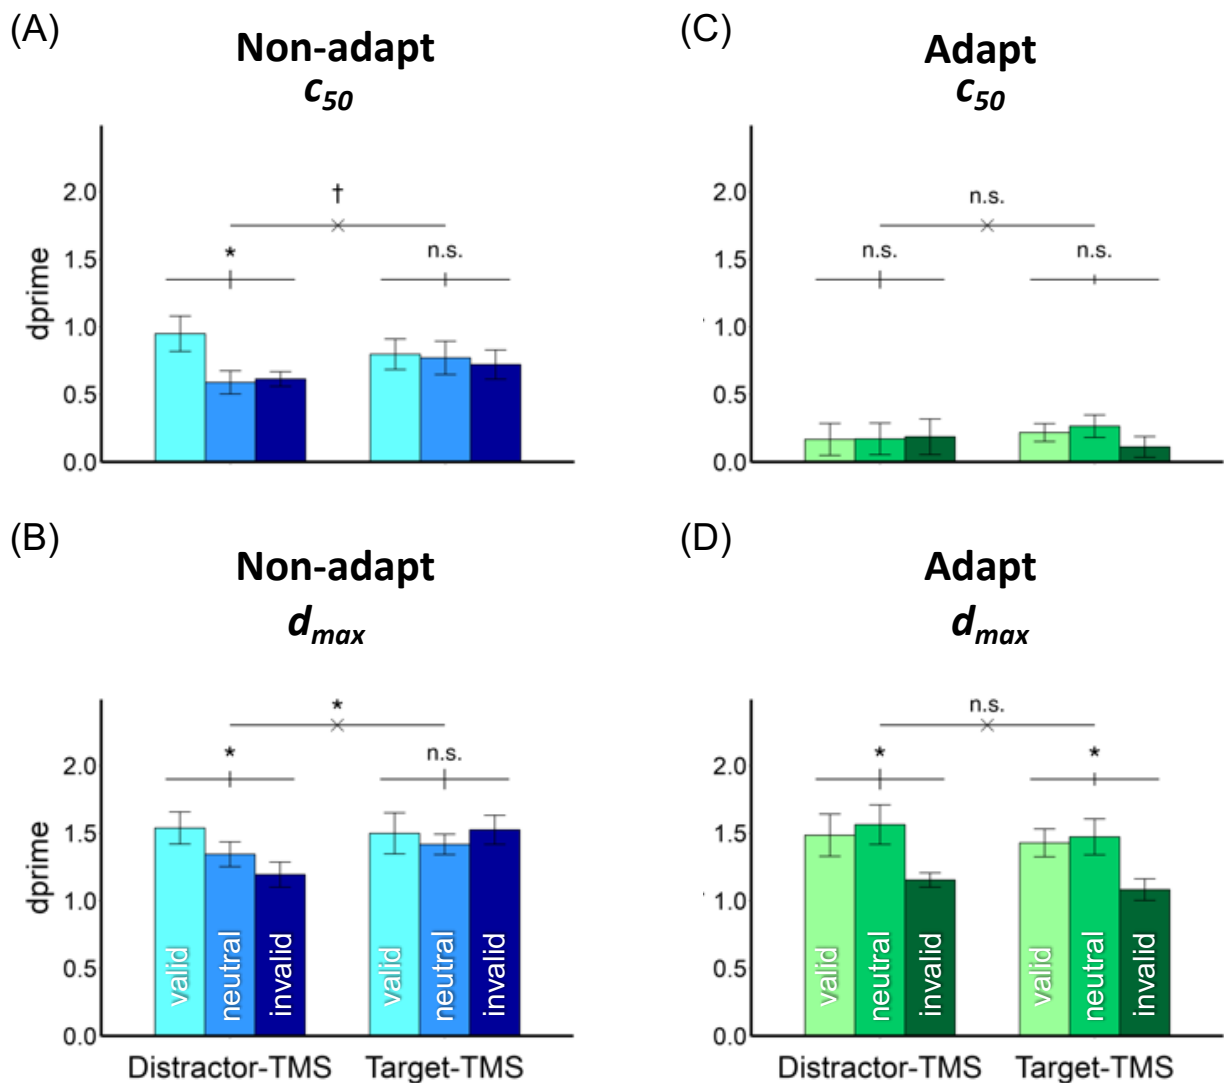 (A)
Non-adapt
c50
dprime
2.0
1.5
1.0
0.5
0.0
†
*
n.s.
(C)
Adapt
c50
2.0
1.5
1.0
0.5
0.0
n.s.
n.s.
n.s.
(B)
Non-adapt
dmax
dprime
2.0
1.5
1.0
0.5
0.0
*
*
n.s.
valid
neutral
invalid
valid
neutral
invalid
Distractor-TMS
Target-TMS
(D)
Adapt
dmax
2.0
1.5
1.0
0.5
0.0
n.s.
*
*
valid
neutral
invalid
valid
neutral
invalid
Distractor-TMS
Target-TMS